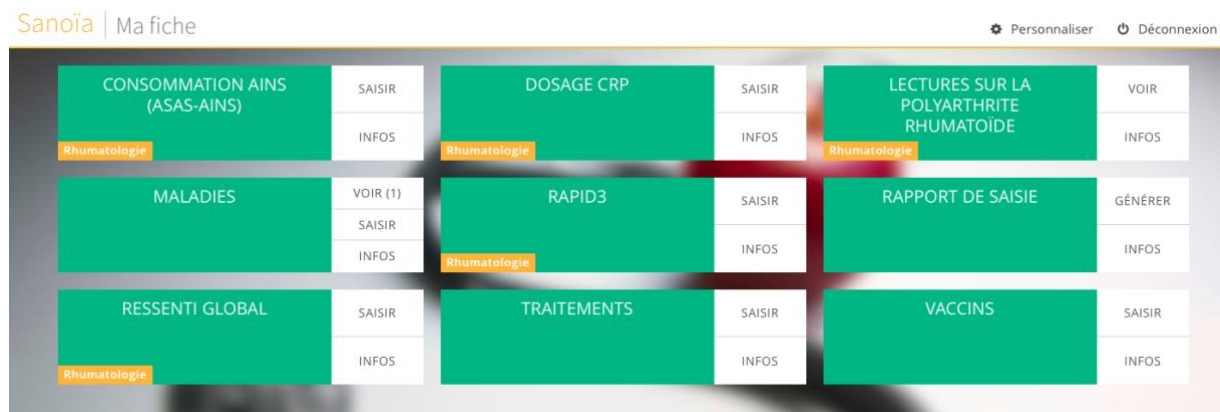 Sanoïa | Ma fiche
Personnaliser
Déconnexion
CONSOMMATION AINS
(ASAS-AINS)
Rhumatologie
SAISIR
INFOS
DOSAGE CRP
Rhumatologie
SAISIR
INFOS
LECTURES SUR LA
POLYARTHRITE
RHUMATOÏDE
Rhumatologie
VOIR
INFOS
MALADIES
VOIR (1)
SAISIR
INFOS
RAPID3
Rhumatologie
SAISIR
INFOS
RAPPORT DE SAISIE
GÉNÉRER
INFOS
RESSENTI GLOBAL
Rhumatologie
SAISIR
INFOS
TRAITEMENTS
SAISIR
INFOS
VACCINS
SAISIR
INFOS